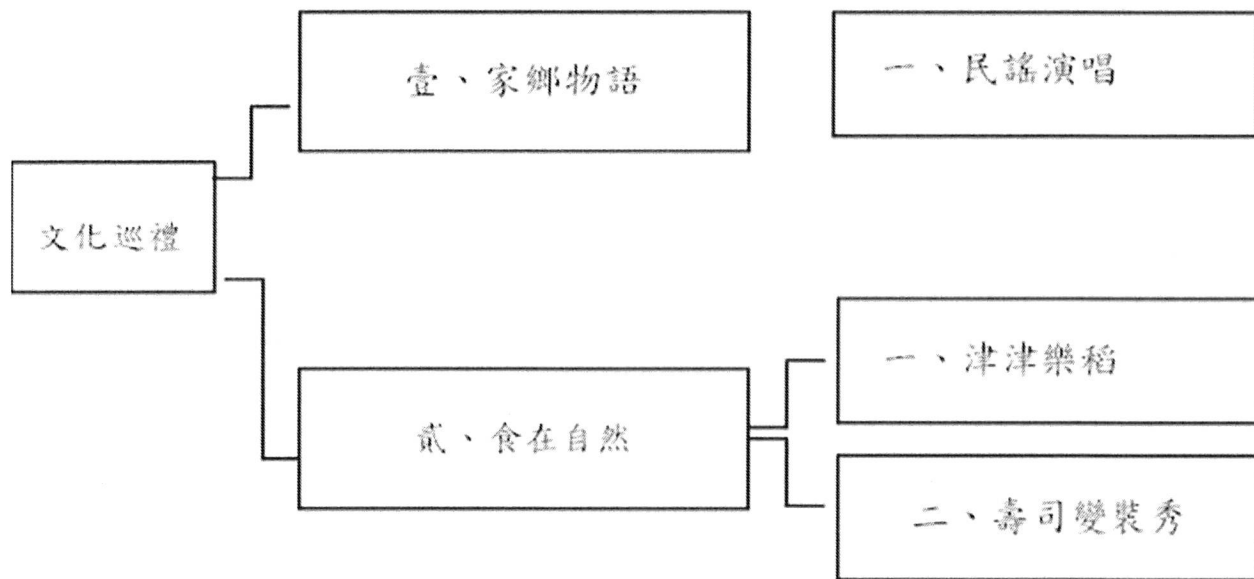 壹、家鄉物語
一、民謠演唱
文化巡禮
貳、食在自然
一、津津樂稻
二、壽司變裝秀